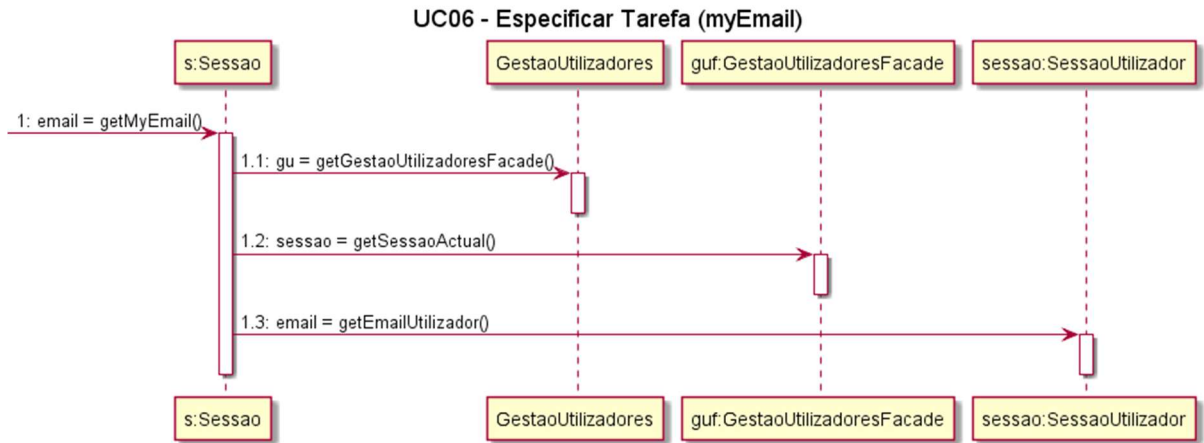 UC06 - Especificar Tarefa (myEmail)
s:Sessao
GestaoUtilizadores
guf:GestaoUtilizadoresFacade
sessao:SessaoUtilizador
1: email = getMyEmail()
1.1: gu = getGestaoUtilizadoresFacade()
1.2: sessao = getSessaoActual()
1.3: email = getEmailUtilizador()
s:Sessao
GestaoUtilizadores
guf:GestaoUtilizadoresFacade
sessao:SessaoUtilizador